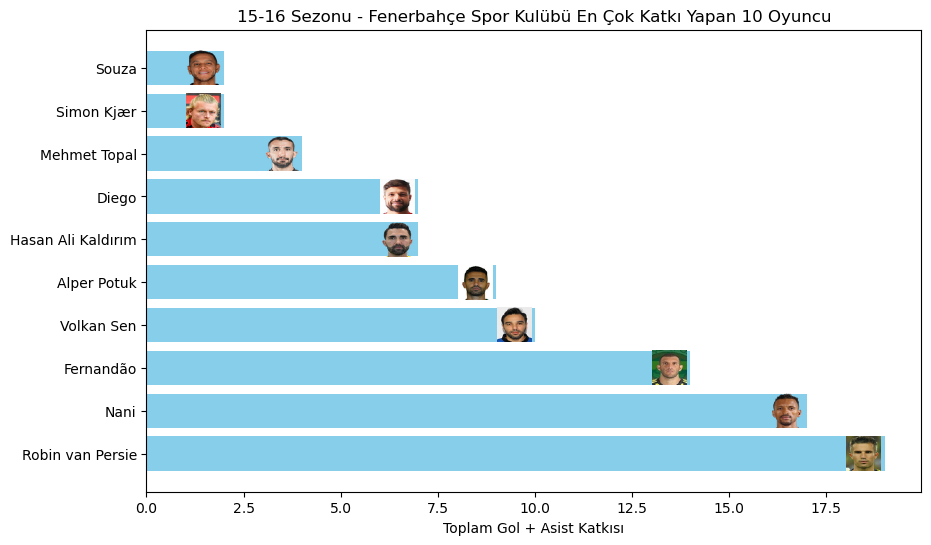 15-16 Sezonu - Fenerbahçe Spor Kulübü En Çok Katkı Yapan 10 Oyuncu
Souza
Simon Kjær
Mehmet Topal
Diego
Hasan Ali Kaldırım
Alper Potuk
Volkan Sen
Fernandão
Nani
Robin van Persie
0.0 2.5 5.0 7.5 10.0 12.5 15.0 17.5
Toplam Gol + Asist Katkısı